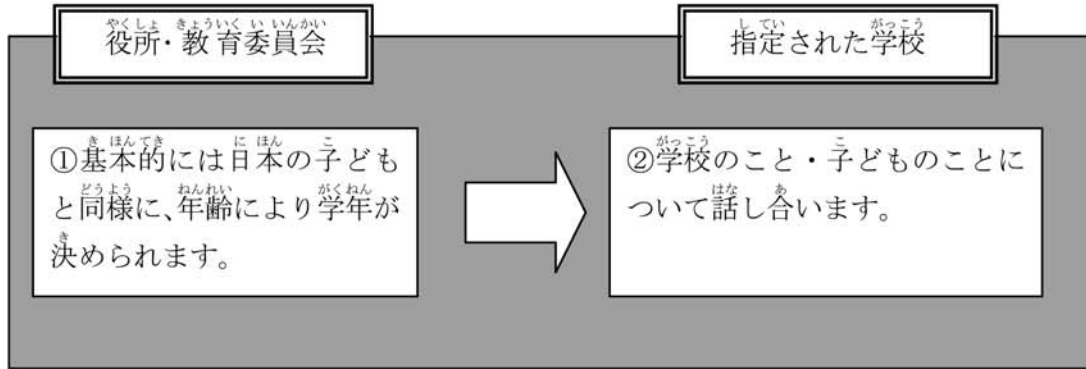 役所・教育委員会
指定された学校
①基本的には日本の子ども
と同様に、年齢により学年が
決められます。
②学校のこと・子どものことに
ついて話し合います。